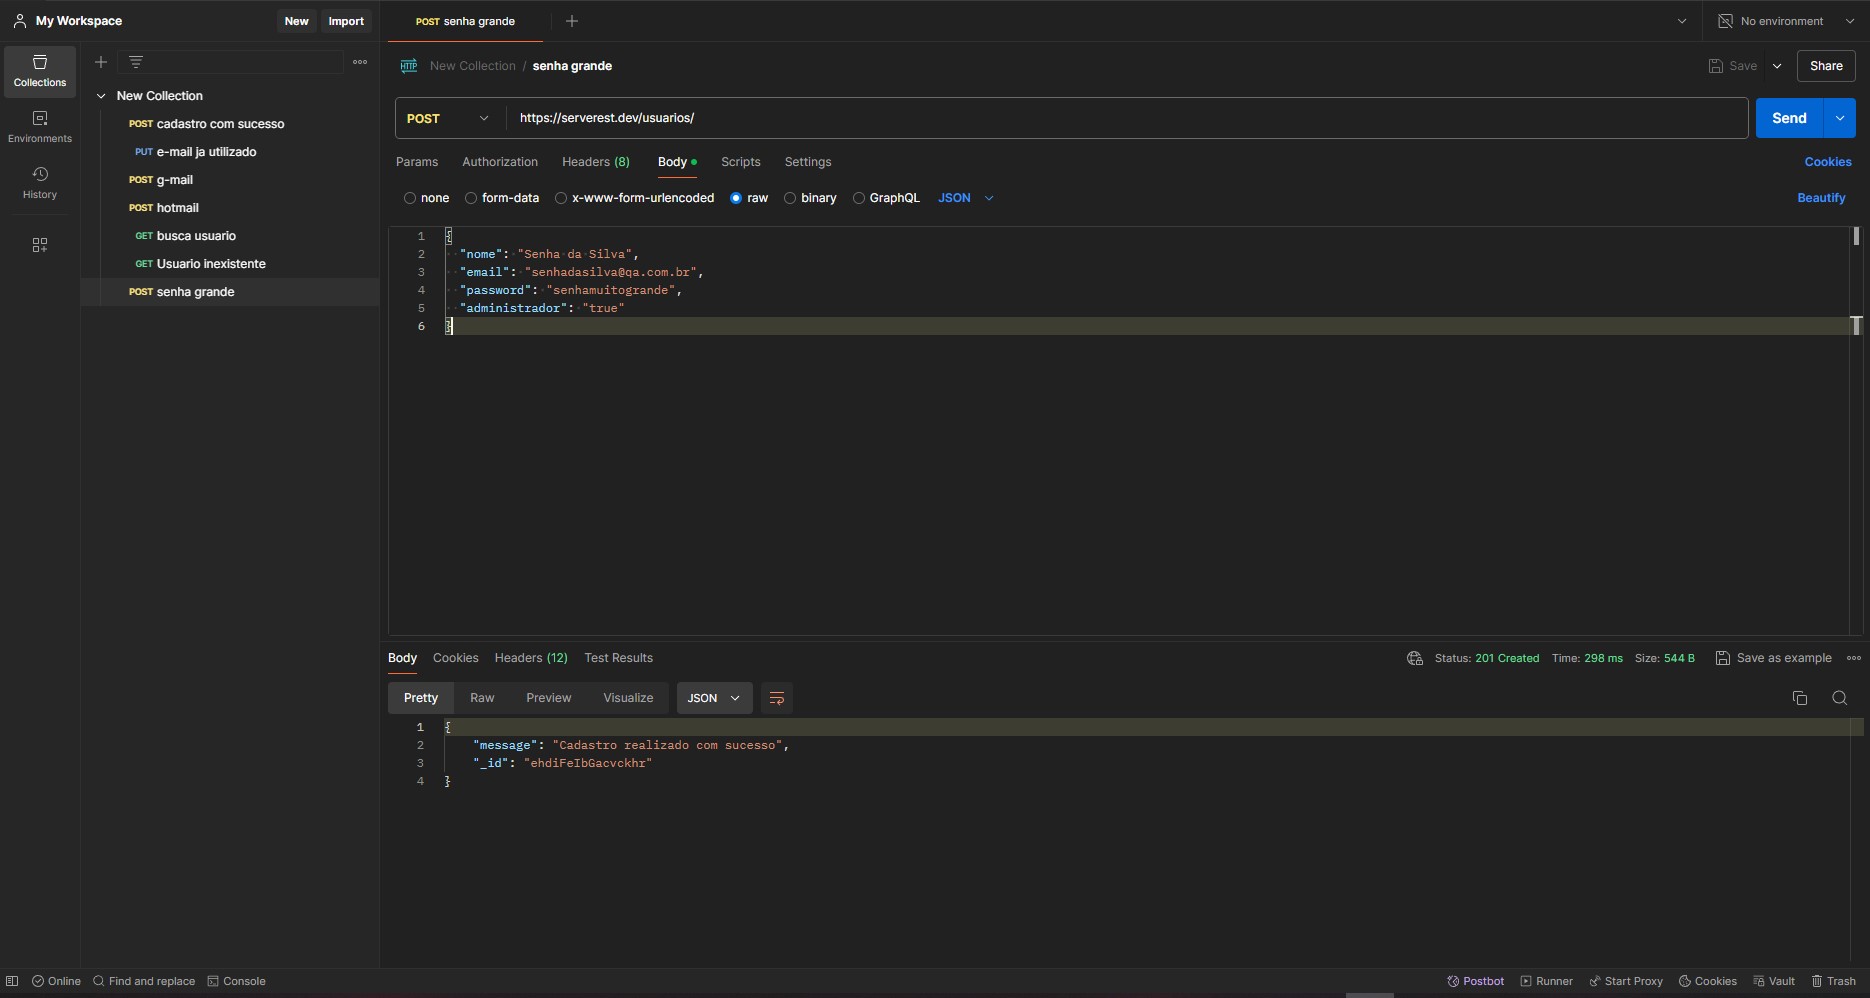 My Workspace
New
Import
POST senha grande
No environment
Collections
Environments
History
New Collection
POST cadastro com sucesso
PUT e-mail ja utilizado
POST g-mail
POST hotmail
GET busca usuario
GET Usuario inexistente
POST senha grande
HTTP New Collection / senha grande
Save
Share
POST
https://serverest.dev/usuarios/
Send
Params Authorization Headers (8) Body Scripts Settings
Cookies
none form-data x-www-form-urlencoded raw binary GraphQL JSON
Beautify
1 {
2 "nome": "Senha da Silva",
3 "email": "senhadasilva@qa.com.br",
4 "password": "senhamuitogrande",
5 "administrador": "true"
6 }
Body Cookies Headers (12) Test Results
Status: 201 Created Time: 298 ms Size: 544 B Save as example
Pretty Raw Preview Visualize JSON
1 {
2 "message": "Cadastro realizado com sucesso",
3 "_id": "ehdiFeIbGacvckhr"
4 }
Online Find and replace Console
Postbot Runner Start Proxy Cookies Vault Trash